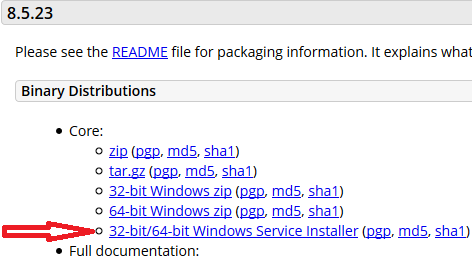 8.5.23
Please see the README file for packaging information. It explains what
Binary Distributions
Core:
zip (pgp, md5, sha1)
tar.gz (pgp, md5, sha1)
32-bit Windows zip (pgp, md5, sha1)
64-bit Windows zip (pgp, md5, sha1)
32-bit/64-bit Windows Service Installer (pgp, md5, sha1)
Full documentation: